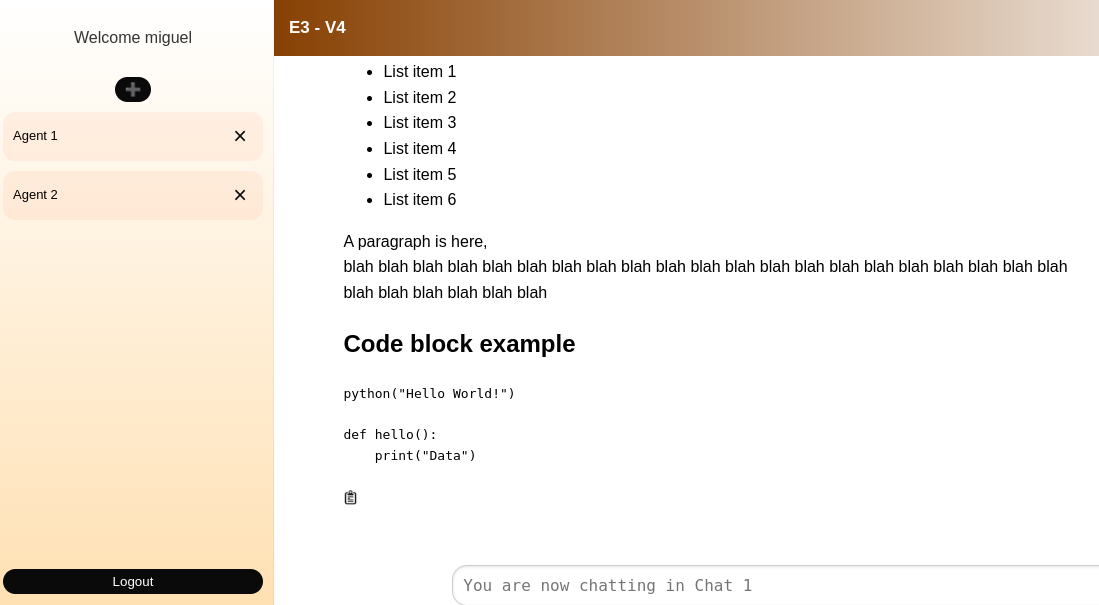 Welcome miguel
➕
Agent 1 ✕
Agent 2 ✕
Logout
E3 - V4
• List item 1
• List item 2
• List item 3
• List item 4
• List item 5
• List item 6
A paragraph is here,
blah blah blah blah blah blah blah blah blah blah blah blah blah blah blah blah blah blah blah blah blah
blah blah blah blah blah blah
Code block example
python("Hello World!")
def hello():
    print("Data")
You are now chatting in Chat 1